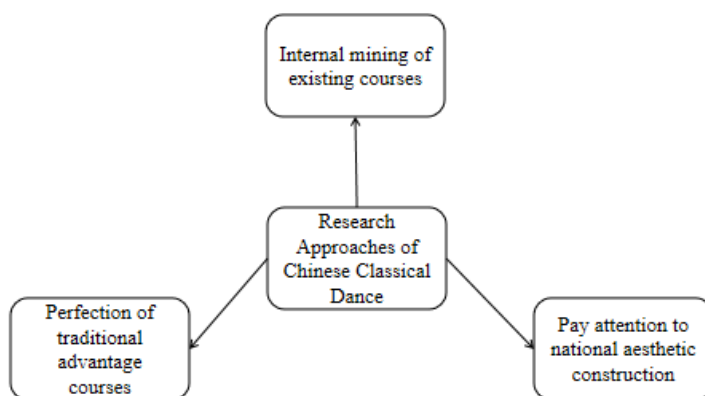 Internal mining of
existing courses
Research
Approaches of
Chinese Classical
Dance
Perfection of
traditional
advantage
courses
Pay attention to
national aesthetic
construction